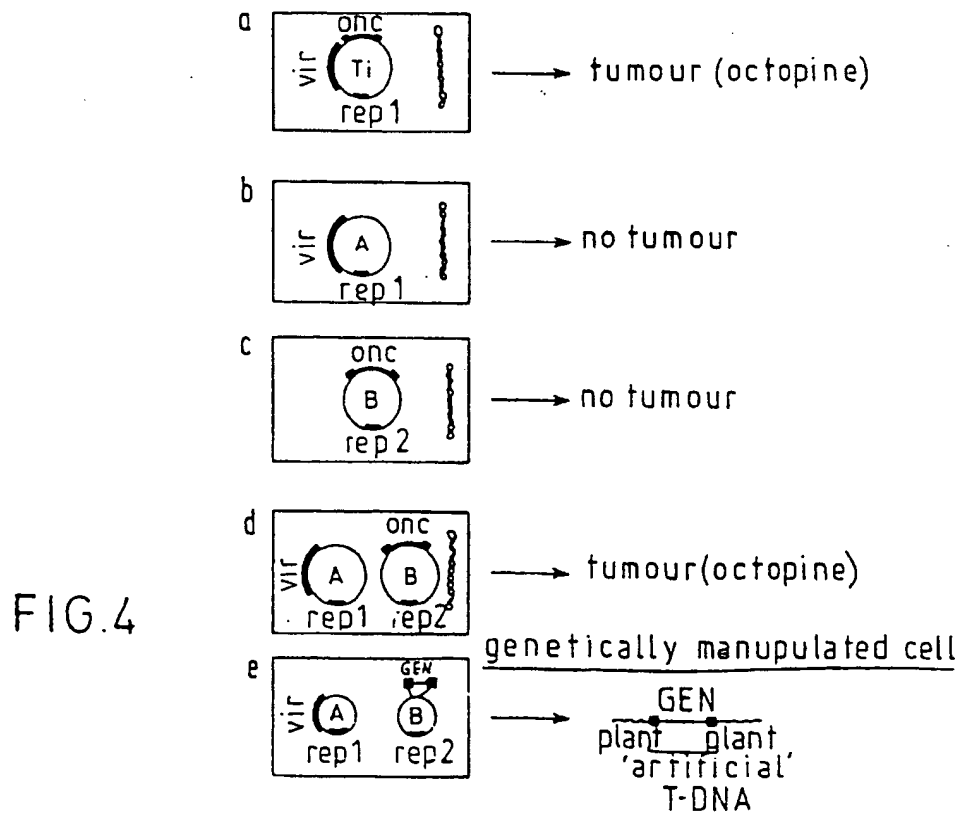 a
onc
vir
Ti
rep1
tumour (octopine)
b
vir
A
rep1
no tumour
c
onc
B
rep2
no tumour
d
onc
vir
A
B
rep1
rep2
tumour(octopine)
FIG.4
genetically manupulated cell
e
GEN
vir
A
B
rep1
rep2
GEN
plant plant
'artificial'
T-DNA